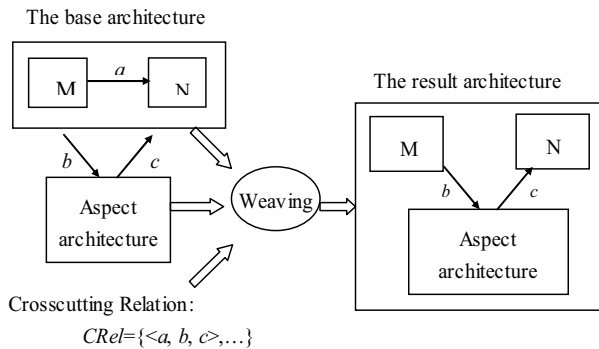 The base architecture
M
a
N
b
c
Aspect
architecture
Crosscutting Relation:
CRel={<a, b, c>,…}
Weaving
The result architecture
M
N
b
c
Aspect
architecture